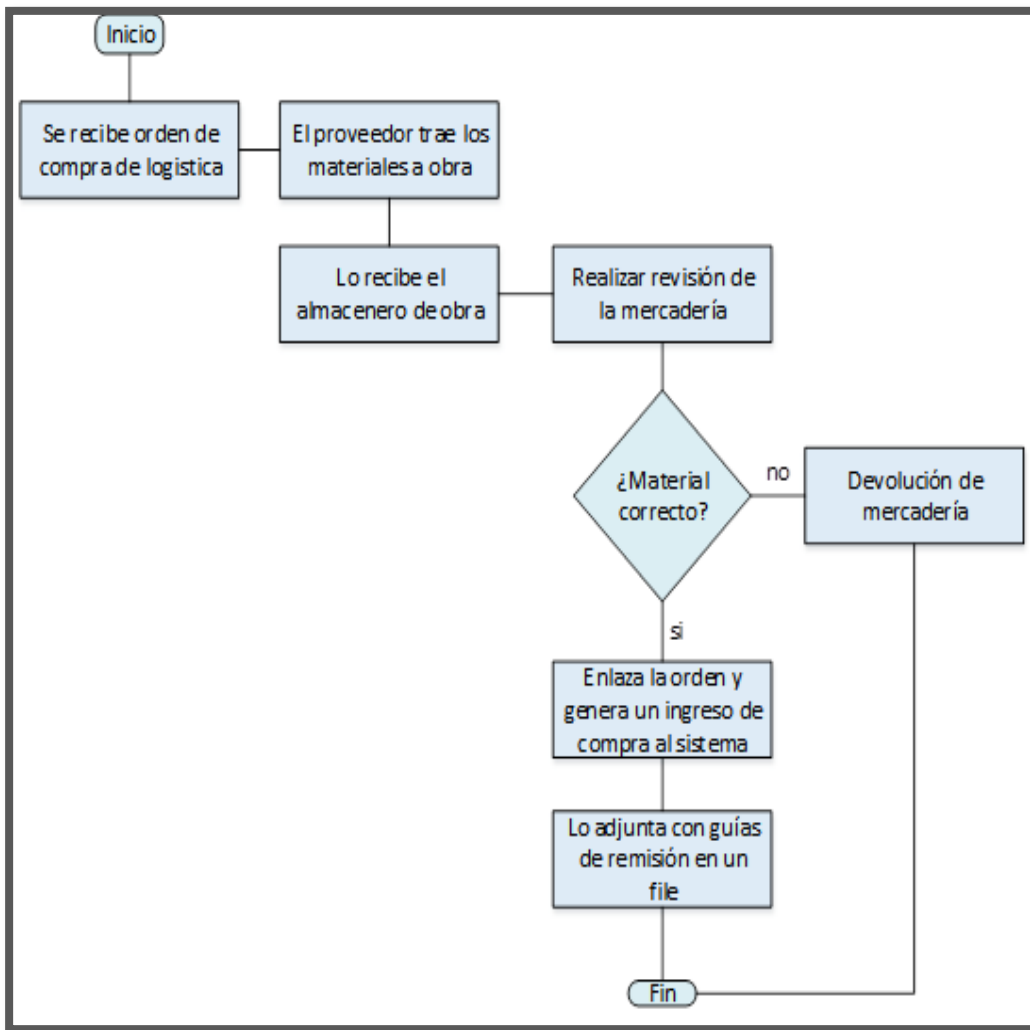 Inicio
Se recibe orden de
compra de logistica
El proveedor trae los
materiales a obra
Lo recibe el
almacenero de obra
Realizar revisión de
la mercadería
¿Material
correcto?
no
Devolución de
mercadería
si
Enlaza la orden y
genera un ingreso de
compra al sistema
Lo adjunta con guías
de remisión en un
file
Fin